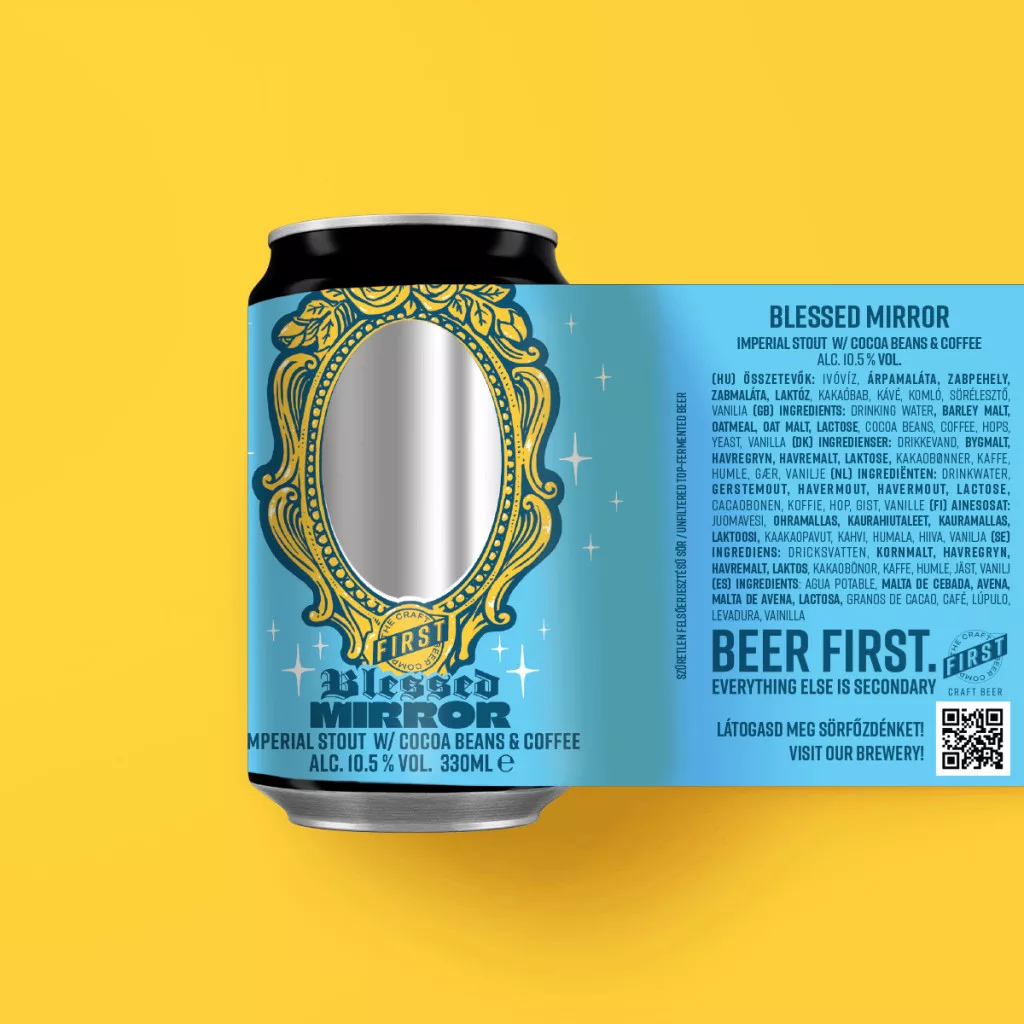 THE CRAFT
FIRST
BEER COMP
Blessed
MIRROR
MPERIAL STOUT W/ COCOA BEANS & COFFEE
ALC. 10.5 % VOL. 330ML ℮
SZŰRETLEN FELSŐERJESZTÉSŰ SÖR / UNFILTERED TOP-FERMENTED BEER
BLESSED MIRROR
IMPERIAL STOUT W/ COCOA BEANS & COFFEE
ALC. 10.5 % VOL.
(HU) ÖSSZETEVŐK: IVÓVÍZ, ÁRPAMALÁTA, ZABPEHELY,
ZABMALÁTA, LAKTÓZ, KAKAÓBAB, KÁVÉ, KOMLÓ, SÖRÉLESZTŐ,
VANILIA (GB) INGREDIENTS: DRINKING WATER, BARLEY MALT,
OATMEAL, OAT MALT, LACTOSE, COCOA BEANS, COFFEE, HOPS,
YEAST, VANILLA (DK) INGREDIENSER: DRIKKEVAND, BYGMALT,
HAVREGRYN, HAVREMALT, LAKTOSE, KAKAOBØNNER, KAFFE,
HUMLE, GÆR, VANILJE (NL) INGREDIËNTEN: DRINKWATER,
GERSTEMOUT, HAVERMOUT, HAVERMOUT, LACTOSE,
CACAOBONEN, KOFFIE, HOP, GIST, VANILLE (FI) AINESOSAT:
JUOMAVESI, OHRAMALLAS, KAURAHIUTALEET, KAURAMALLAS,
LAKTOOSI, KAAKAOPAVUT, KAHVI, HUMALA, HIIVA, VANILJA (SE)
INGREDIENS: DRICKSVATTEN, KORNMALT, HAVREGRYN,
HAVREMALT, LAKTOS, KAKAOBÖNOR, KAFFE, HUMLE, JÄST, VANILJ
(ES) INGREDIENTS: AGUA POTABLE, MALTA DE CEBADA, AVENA,
MALTA DE AVENA, LACTOSA, GRANOS DE CACAO, CAFÉ, LÚPULO,
LEVADURA, VAINILLA
BEER FIRST.
EVERYTHING ELSE IS SECONDARY
THE CRAFT
FIRST
BEER COMP
CRAFT BEER
LÁTOGASD MEG SÖRFŐZDÉNKET!
VISIT OUR BREWERY!